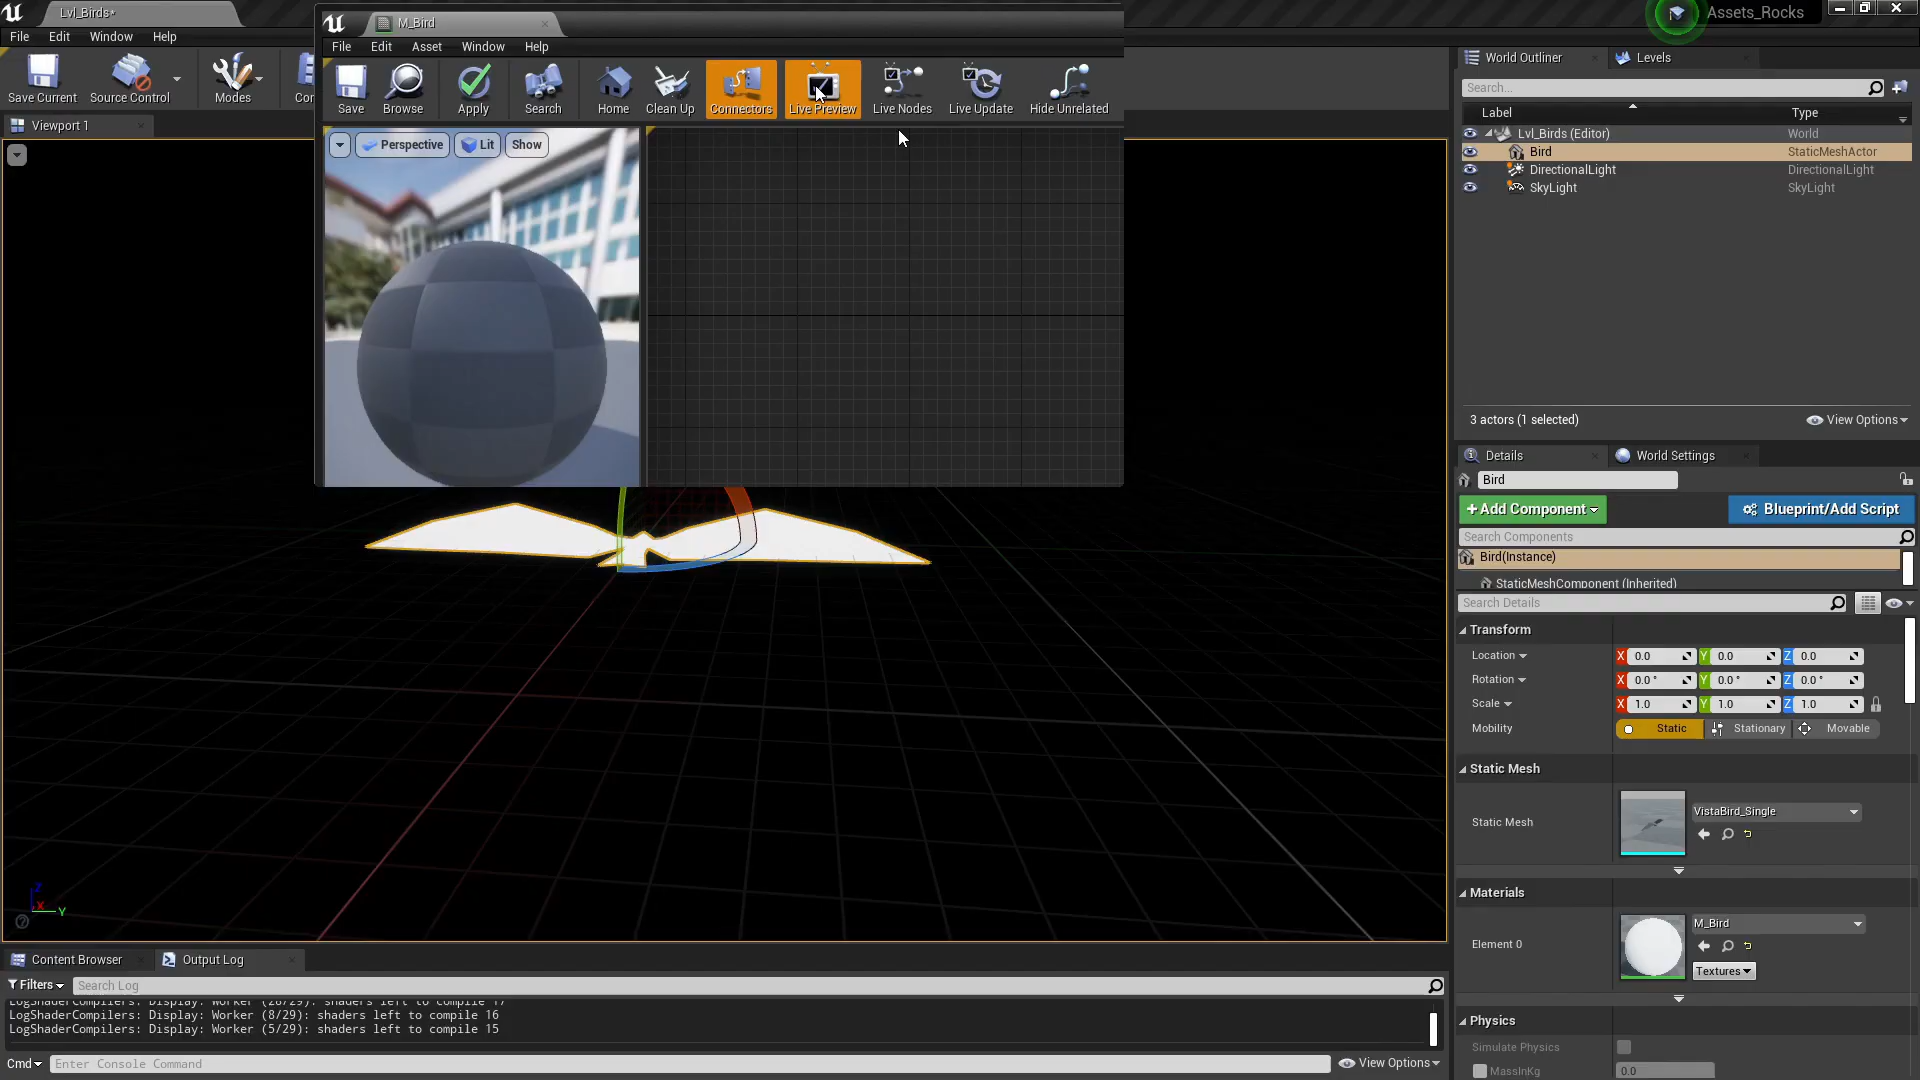 Lvl_Birds*
M_Bird
Assets_Rocks
File Edit Window Help
File Edit Asset Window Help
Save Current Source Control Modes
Save Browse Apply Search Home Clean Up Connectors Live Preview Live Nodes Live Update Hide Unrelated
Viewport 1
Perspective Lit Show
World Outliner Levels
Search...
Label Type
Lvl_Birds (Editor) World
Bird StaticMeshActor
DirectionalLight DirectionalLight
SkyLight SkyLight
3 actors (1 selected) View Options
Details World Settings
Bird
+Add Component Blueprint/Add Script
Search Components
Bird(Instance)
StaticMeshComponent (Inherited)
Search Details
Transform
Location X 0.0 Y 0.0 Z 0.0
Rotation X 0.0 ° Y 0.0 ° Z 0.0 °
Scale X 1.0 Y 1.0 Z 1.0
Mobility Static Stationary Movable
Static Mesh
Static Mesh VistaBird_Single
Materials
Element 0 M_Bird
Textures
Physics
Simulate Physics
MassInKg 0.0
Z X Y
Content Browser Output Log
Filters Search Log
LogShaderCompilers: Display: Worker (28/29): shaders left to compile 17
LogShaderCompilers: Display: Worker (8/29): shaders left to compile 16
LogShaderCompilers: Display: Worker (5/29): shaders left to compile 15
Cmd Enter Console Command View Options